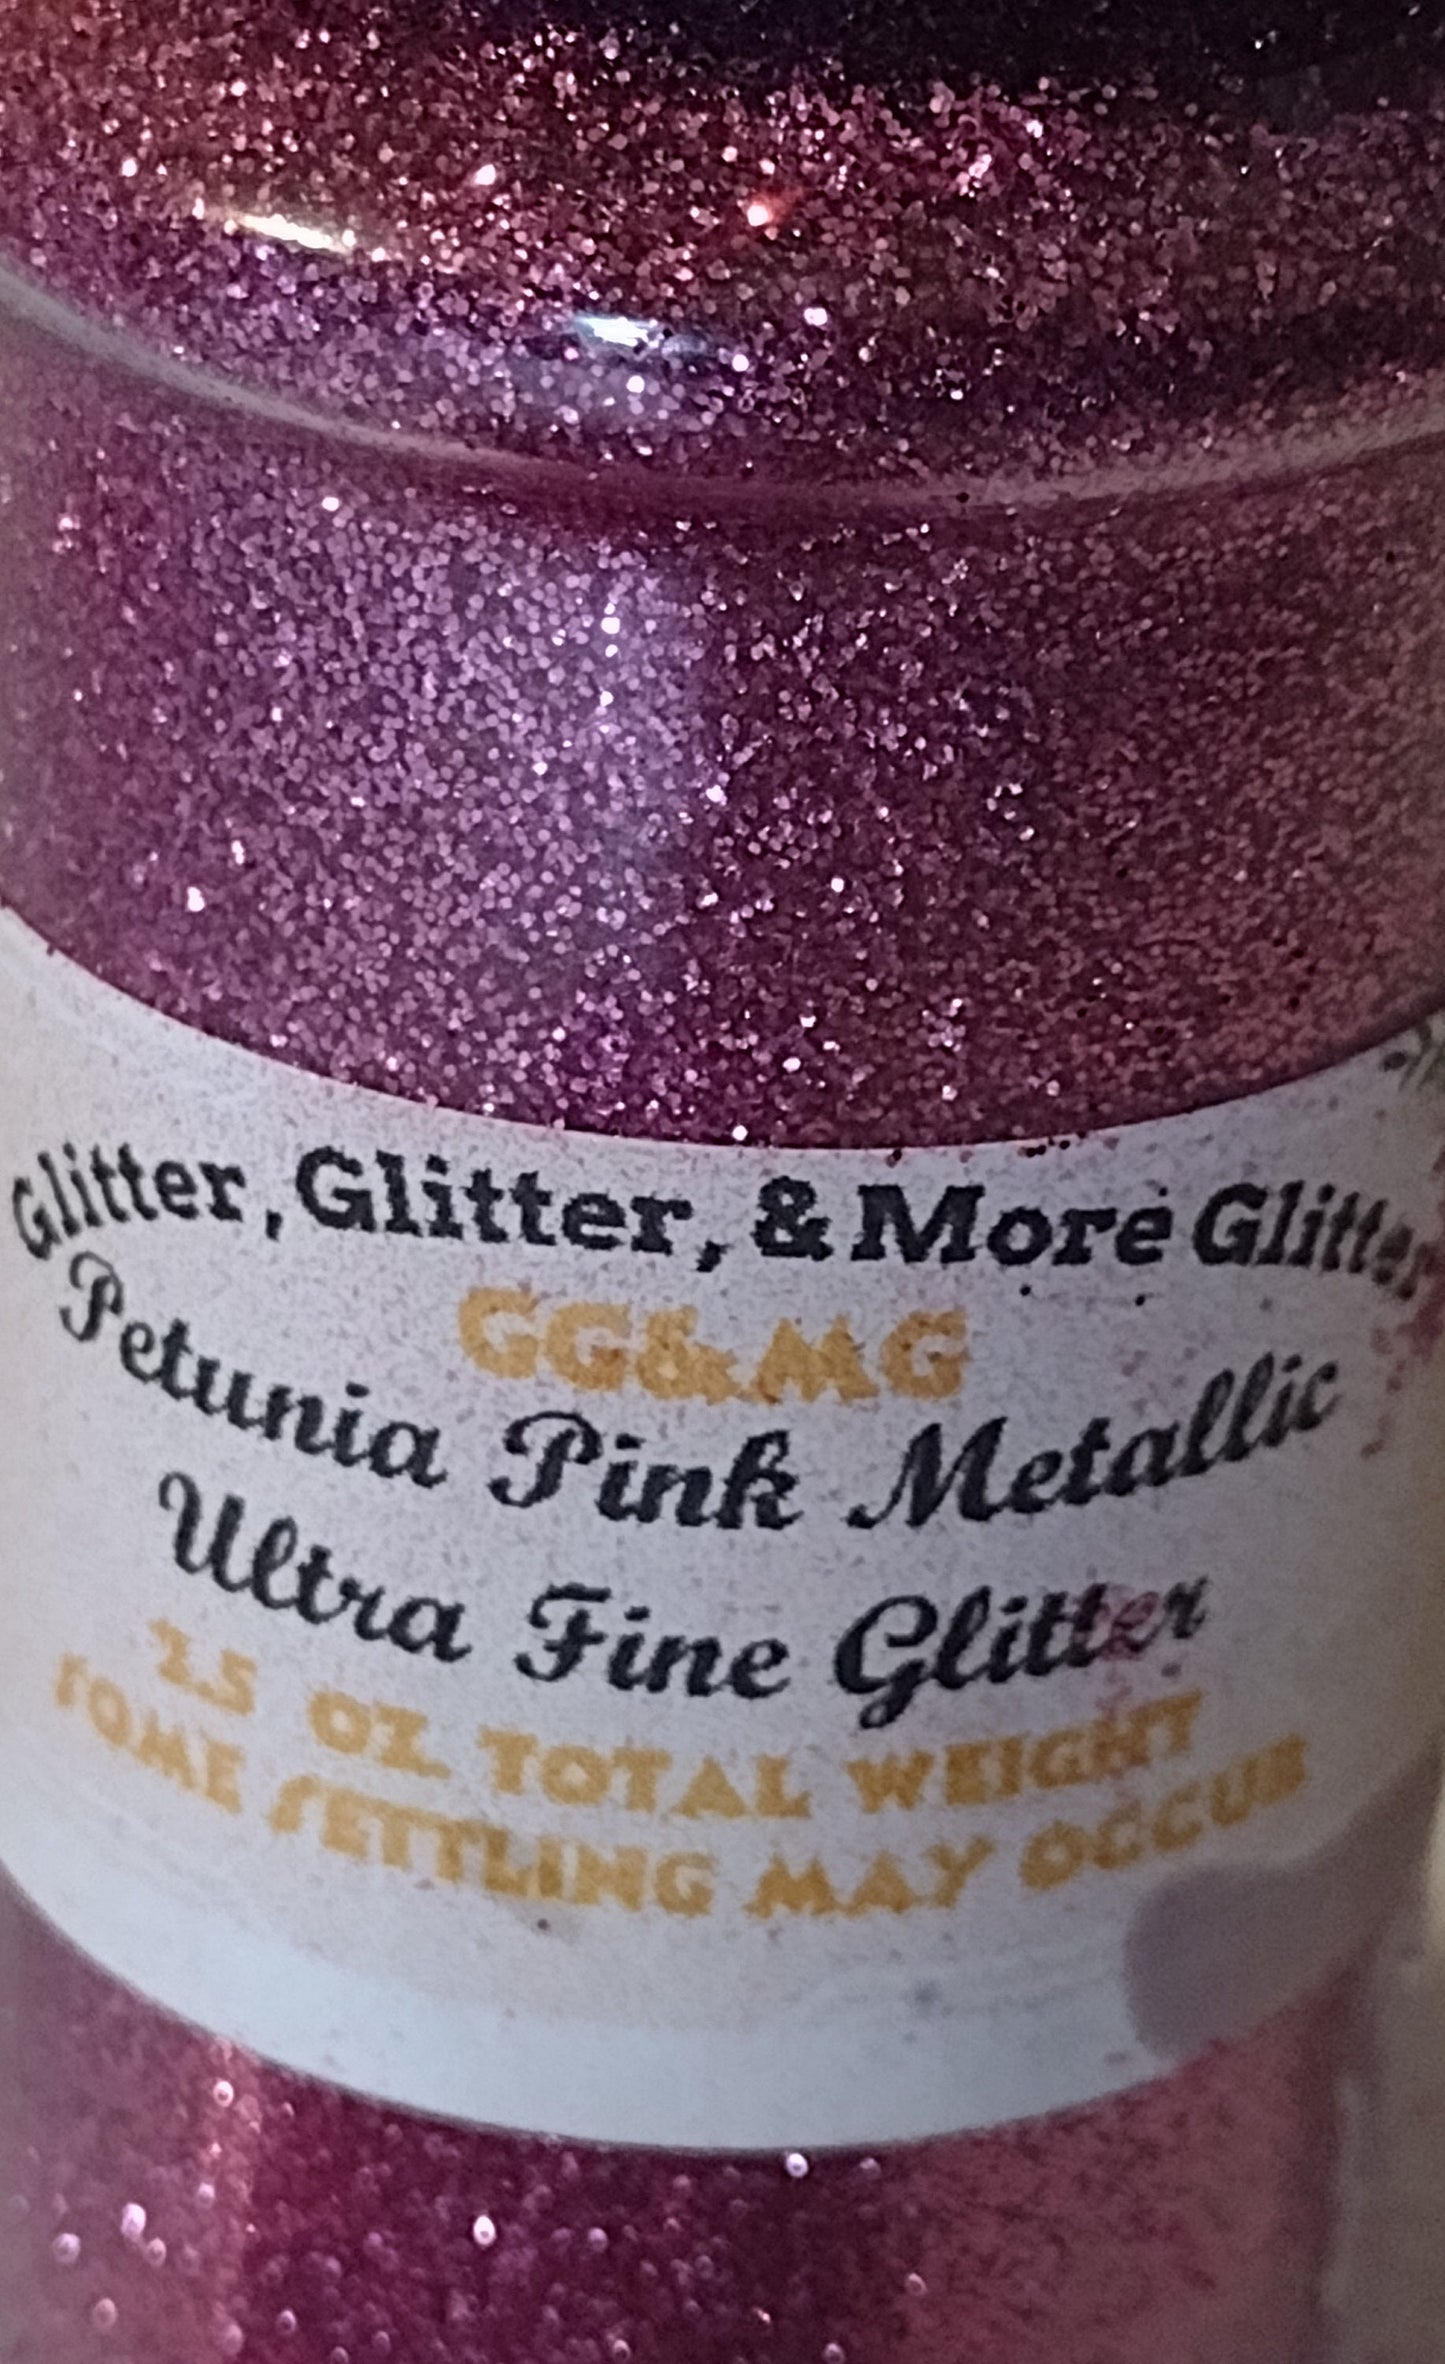 Glitter, Glitter, & More Glitter
GG&MG
Petunia Pink Metallic
Ultra Fine Glitter
2.5 OZ TOTAL WEIGHT
SOME SETTLING MAY OCCUR